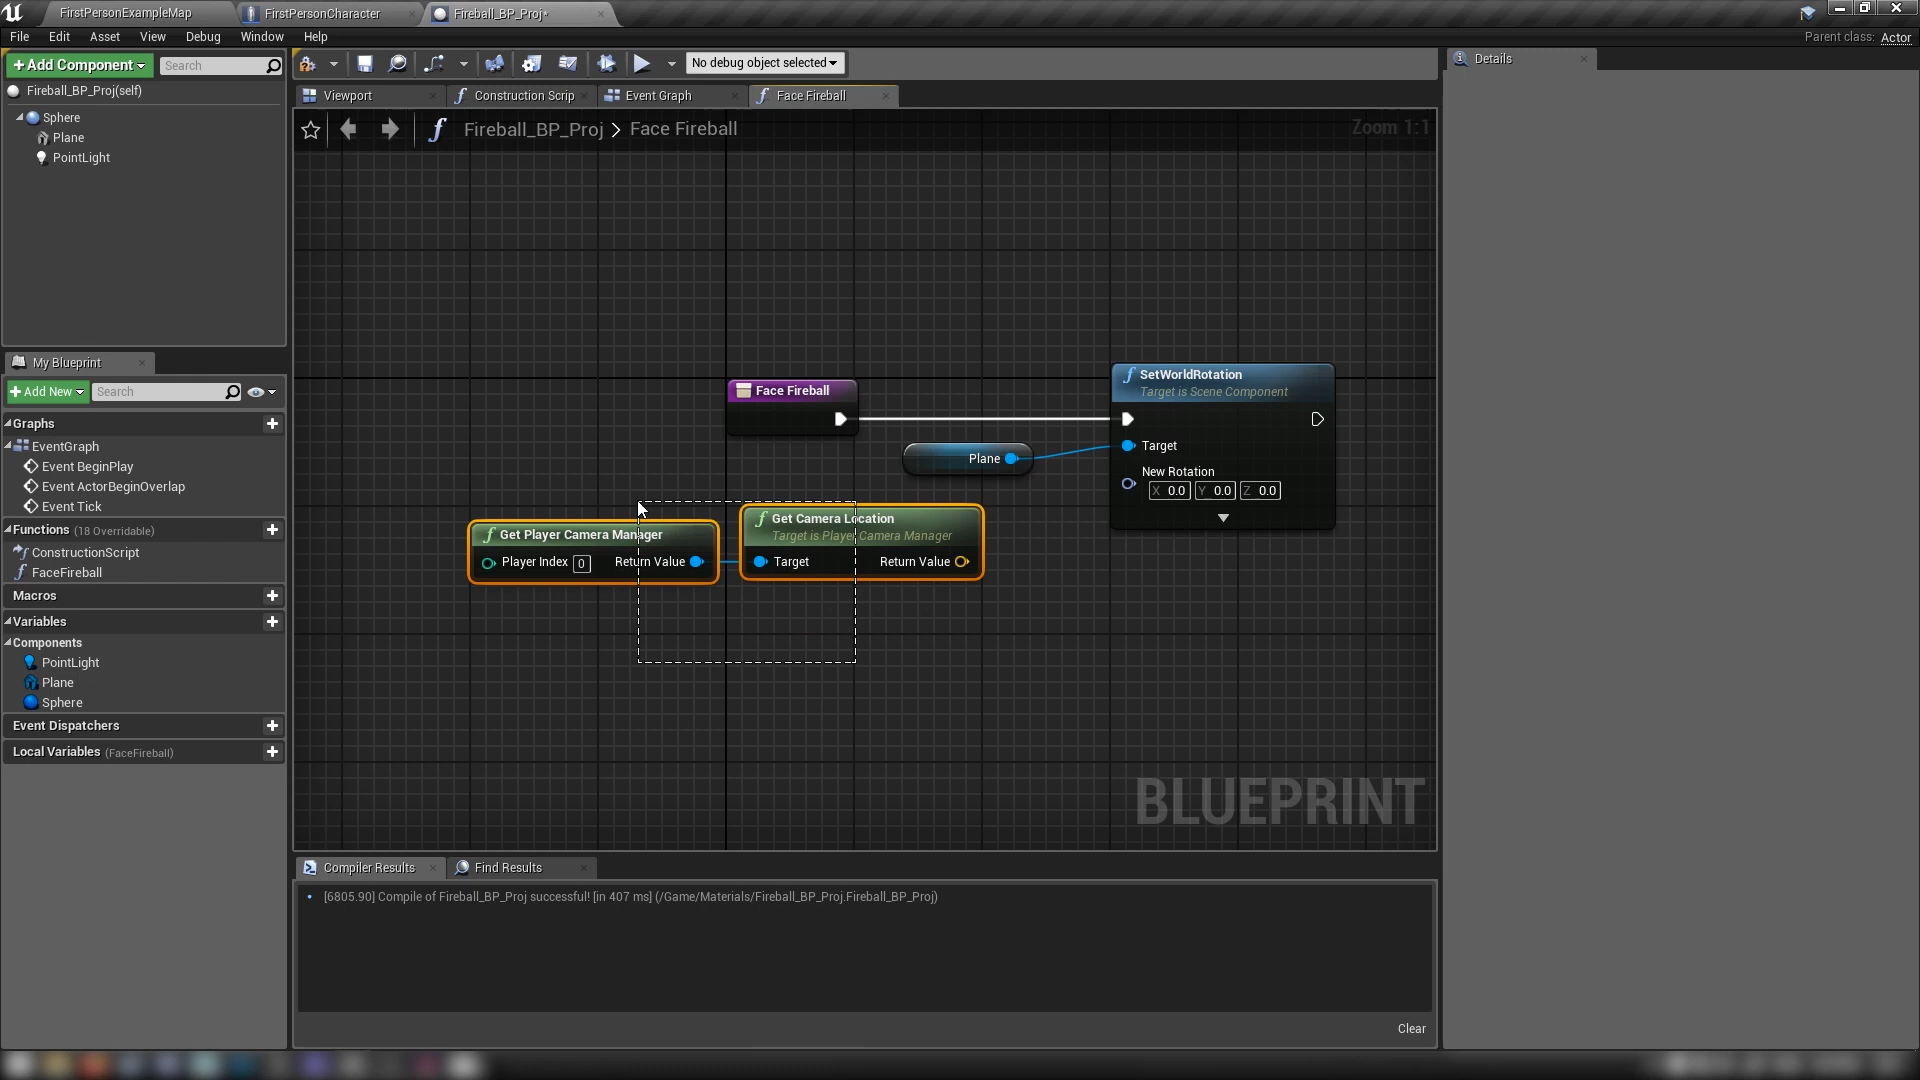 FirstPersonExampleMap
FirstPersonCharacter
Fireball_BP_Proj*
File Edit Asset View Debug Window Help
Parent class: Actor
+Add Component
Search
No debug object selected
Details
Fireball_BP_Proj(self)
Sphere
Plane
PointLight
Viewport
Construction Scrip
Event Graph
Face Fireball
Fireball_BP_Proj > Face Fireball
Zoom 1:1
My Blueprint
+Add New
Search
Graphs
EventGraph
Event BeginPlay
Event ActorBeginOverlap
Event Tick
Functions (18 Overridable)
ConstructionScript
FaceFireball
Macros
Variables
Components
PointLight
Plane
Sphere
Event Dispatchers
Local Variables (FaceFireball)
Face Fireball
SetWorldRotation
Target is Scene Component
Target
New Rotation
X 0.0 Y 0.0 Z 0.0
Plane
Get Player Camera Manager
Player Index 0 Return Value
Get Camera Location
Target is Player Camera Manager
Target Return Value
BLUEPRINT
Compiler Results
Find Results
[6805.90] Compile of Fireball_BP_Proj successful! [in 407 ms] (/Game/Materials/Fireball_BP_Proj.Fireball_BP_Proj)
Clear